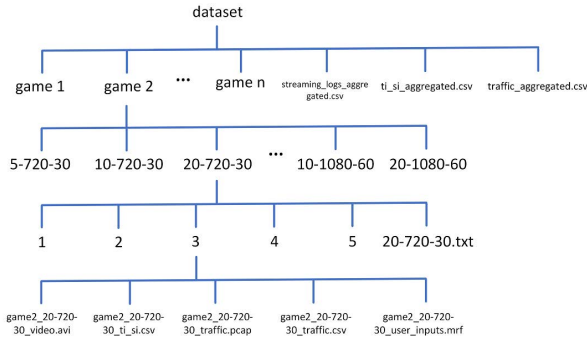 dataset
game 1
game 2
...
game n
streaming_logs_aggre
gated.csv
ti_si_aggregated.csv
traffic_aggregated.csv
5-720-30
10-720-30
20-720-30
...
10-1080-60
20-1080-60
1
2
3
4
5
20-720-30.txt
game2_20-720-
30_video.avi
game2_20-720-
30_ti_si.csv
game2_20-720-
30_traffic.pcap
game2_20-720-
30_traffic.csv
game2_20-720-
30_user_inputs.mrf